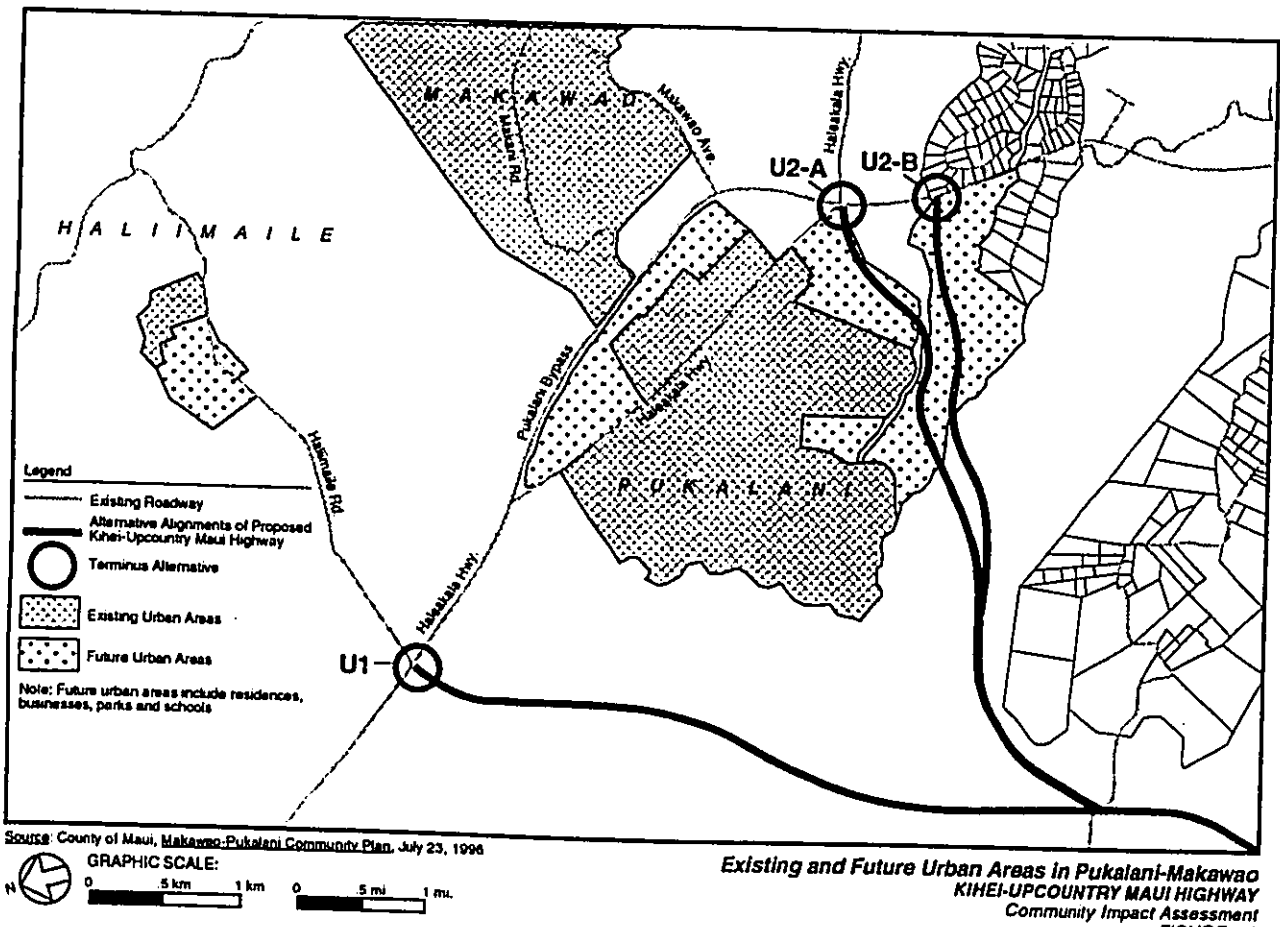 M A K A W A O
Makani Rd.
Makawao Ave.
Haleakala Hwy.
U2-A
U2-B
H A L I I M A I L E
Pukalani Bypass
Haleakala Hwy
P U K A L A N I
Haliimaile Rd
Haleakala Hwy.
U1
Legend
Existing Roadway
Alternative Alignments of Proposed
Kihei-Upcountry Maui Highway
Terminus Alternative
Existing Urban Areas
Future Urban Areas
Note: Future urban areas include residences,
businesses, parks and schools
Source: County of Maui, Makawao-Pukalani Community Plan, July 23, 1996
N
GRAPHIC SCALE:
0 .5 km 1 km
0 .5 mi 1 mi.
Existing and Future Urban Areas in Pukalani-Makawao
KIHEI-UPCOUNTRY MAUI HIGHWAY
Community Impact Assessment